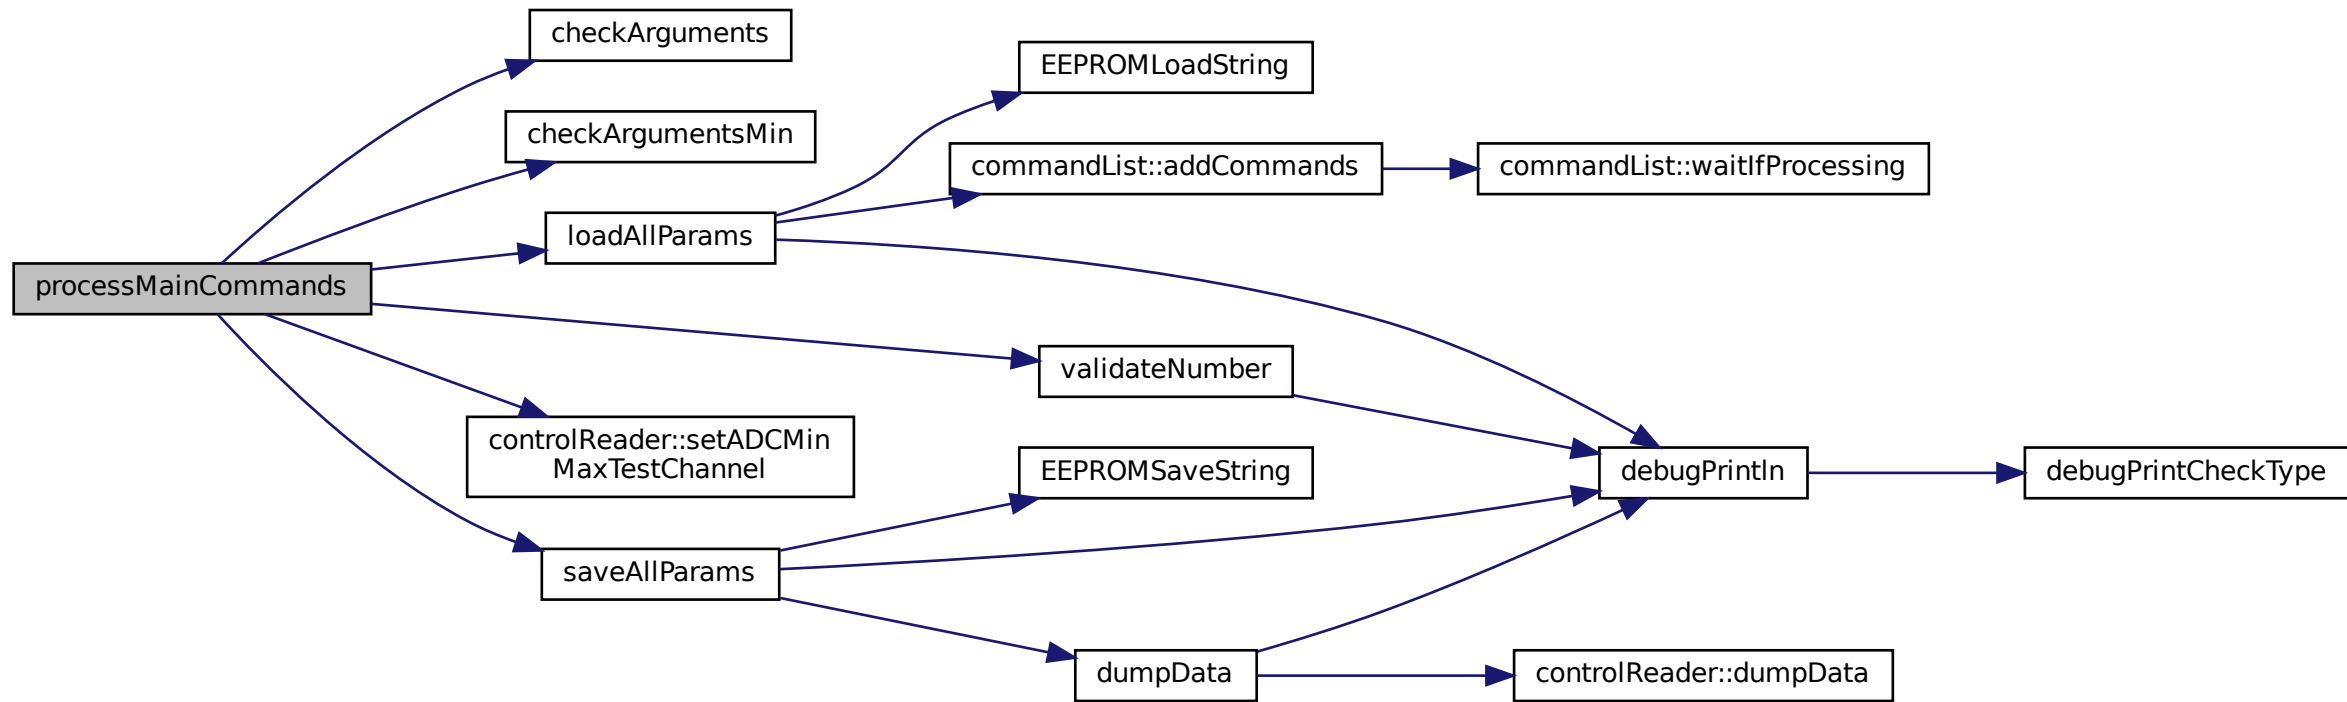 checkArguments
EEPROMLoadString
checkArgumentsMin
commandList::addCommands
commandList::waitIfProcessing
loadAllParams
processMainCommands
validateNumber
controlReader::setADCMin
MaxTestChannel
EEPROMSaveString
debugPrintln
debugPrintCheckType
saveAllParams
dumpData
controlReader::dumpData